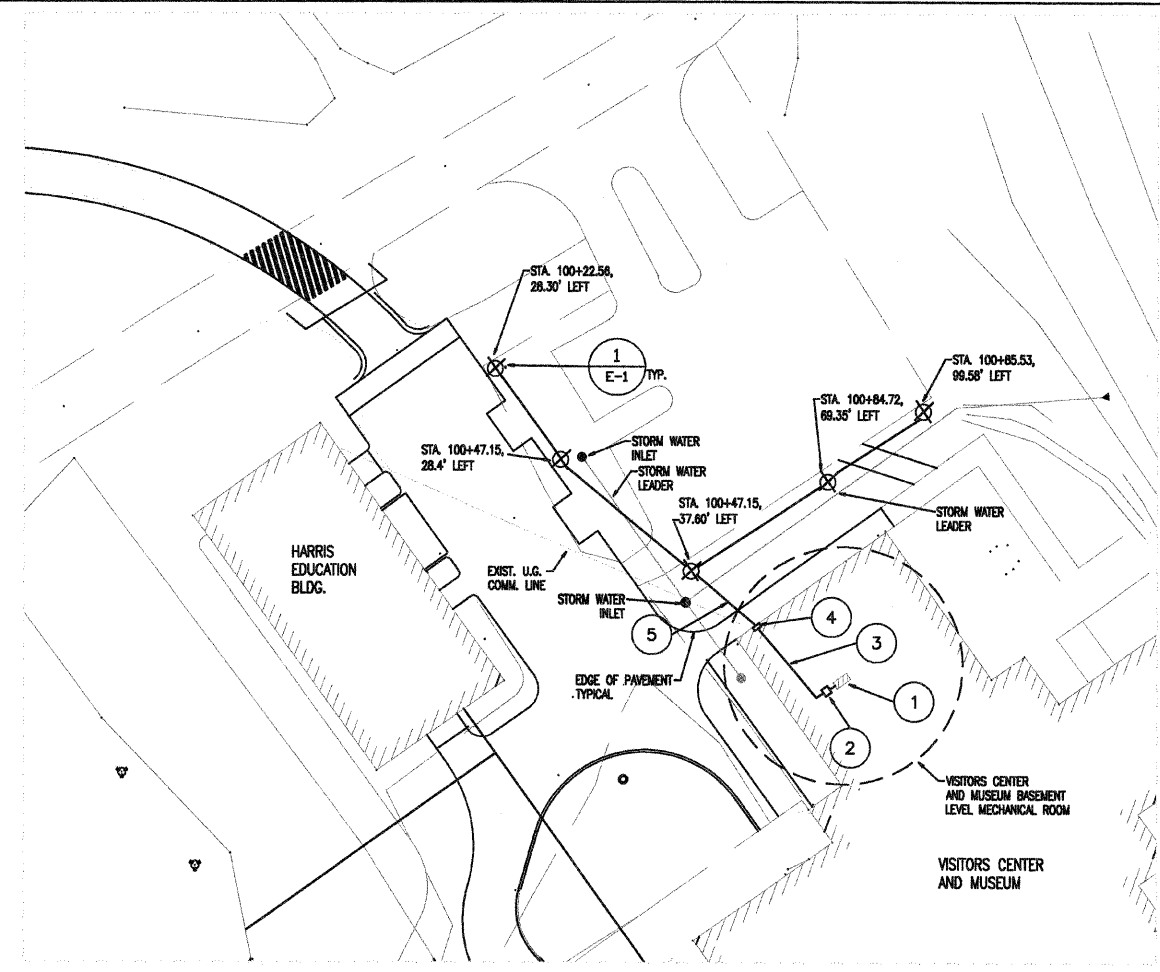 STA. 100+22.56,
28.30' LEFT
1
E-1
TYP.
STA. 100+85.53,
99.58' LEFT
STA. 100+84.72,
69.35' LEFT
STA. 100+47.15,
28.4' LEFT
STORM WATER
INLET
STORM WATER
LEADER
STA. 100+47.15,
37.60' LEFT
STORM WATER
LEADER
HARRIS
EDUCATION
BLDG.
EXIST. U.G.
COMM. LINE
STORM WATER
INLET
5
4
3
EDGE OF PAVEMENT
TYPICAL
1
2
VISITORS CENTER
AND MUSEUM BASEMENT
LEVEL MECHANICAL ROOM
VISITORS CENTER
AND MUSEUM